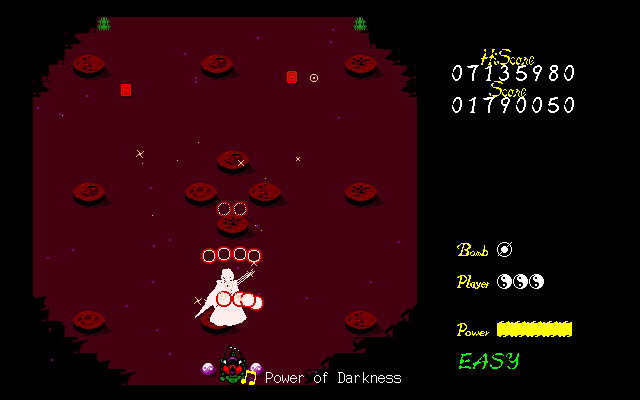 HiScore
07135980
Score
01790050
Bomb
Player
Power
EASY
Power of Darkness